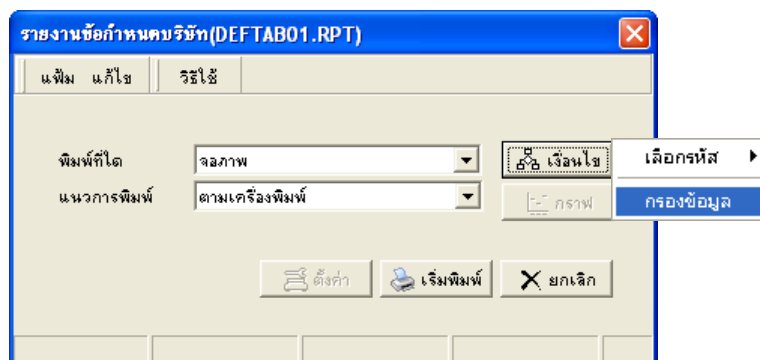 รายงานข้อกำหนดบริษัท(DEFTAB01.RPT)
แฟ้ม แก้ไข วิธีใช้
พิมพ์ที่ใด จอภาพ เงื่อนไข เลือกรหัส
แนวการพิมพ์ ตามเครื่องพิมพ์ กราฟ กรองข้อมูล
ตั้งค่า เริ่มพิมพ์ ยกเลิก